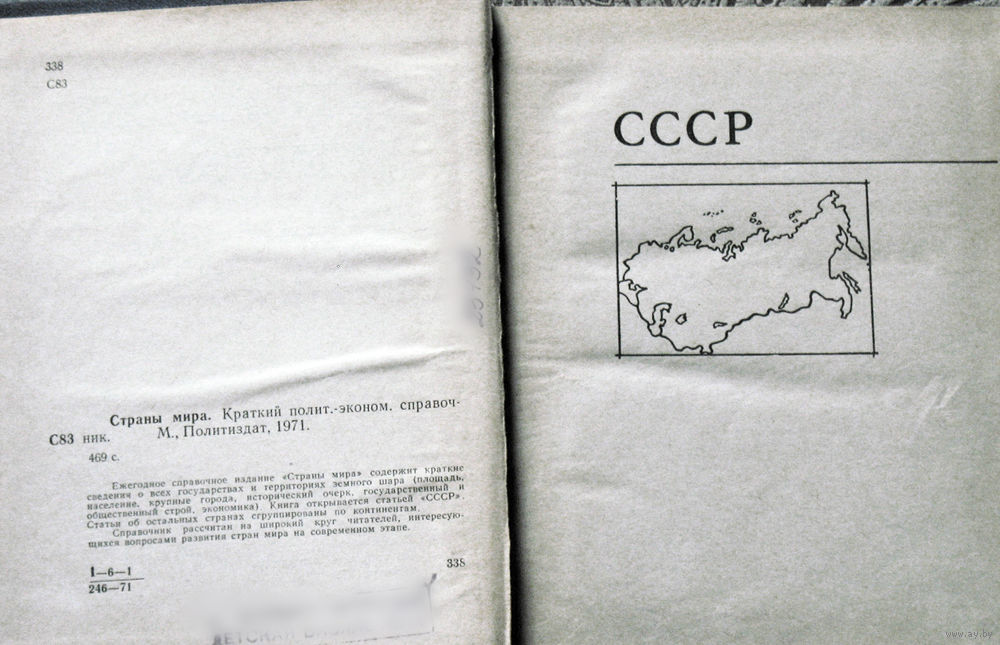 338
С83
Страны мира. Краткий полит.-эконом. справоч-
С83 ник. М., Политиздат, 1971.
469 с.
Ежегодное справочное издание «Страны мира» содержит краткие
сведения о всех государствах и территориях земного шара (площадь,
население, крупные города, исторический очерк, государственный и
общественный строй, экономика). Книга открывается статьей «СССР».
Статьи об остальных странах сгруппированы по континентам.
Справочник рассчитан на широкий круг читателей, интересую-
щихся вопросами развития стран мира на современном этапе.
1—6—1
246—71
338
СССР
www.ay.by